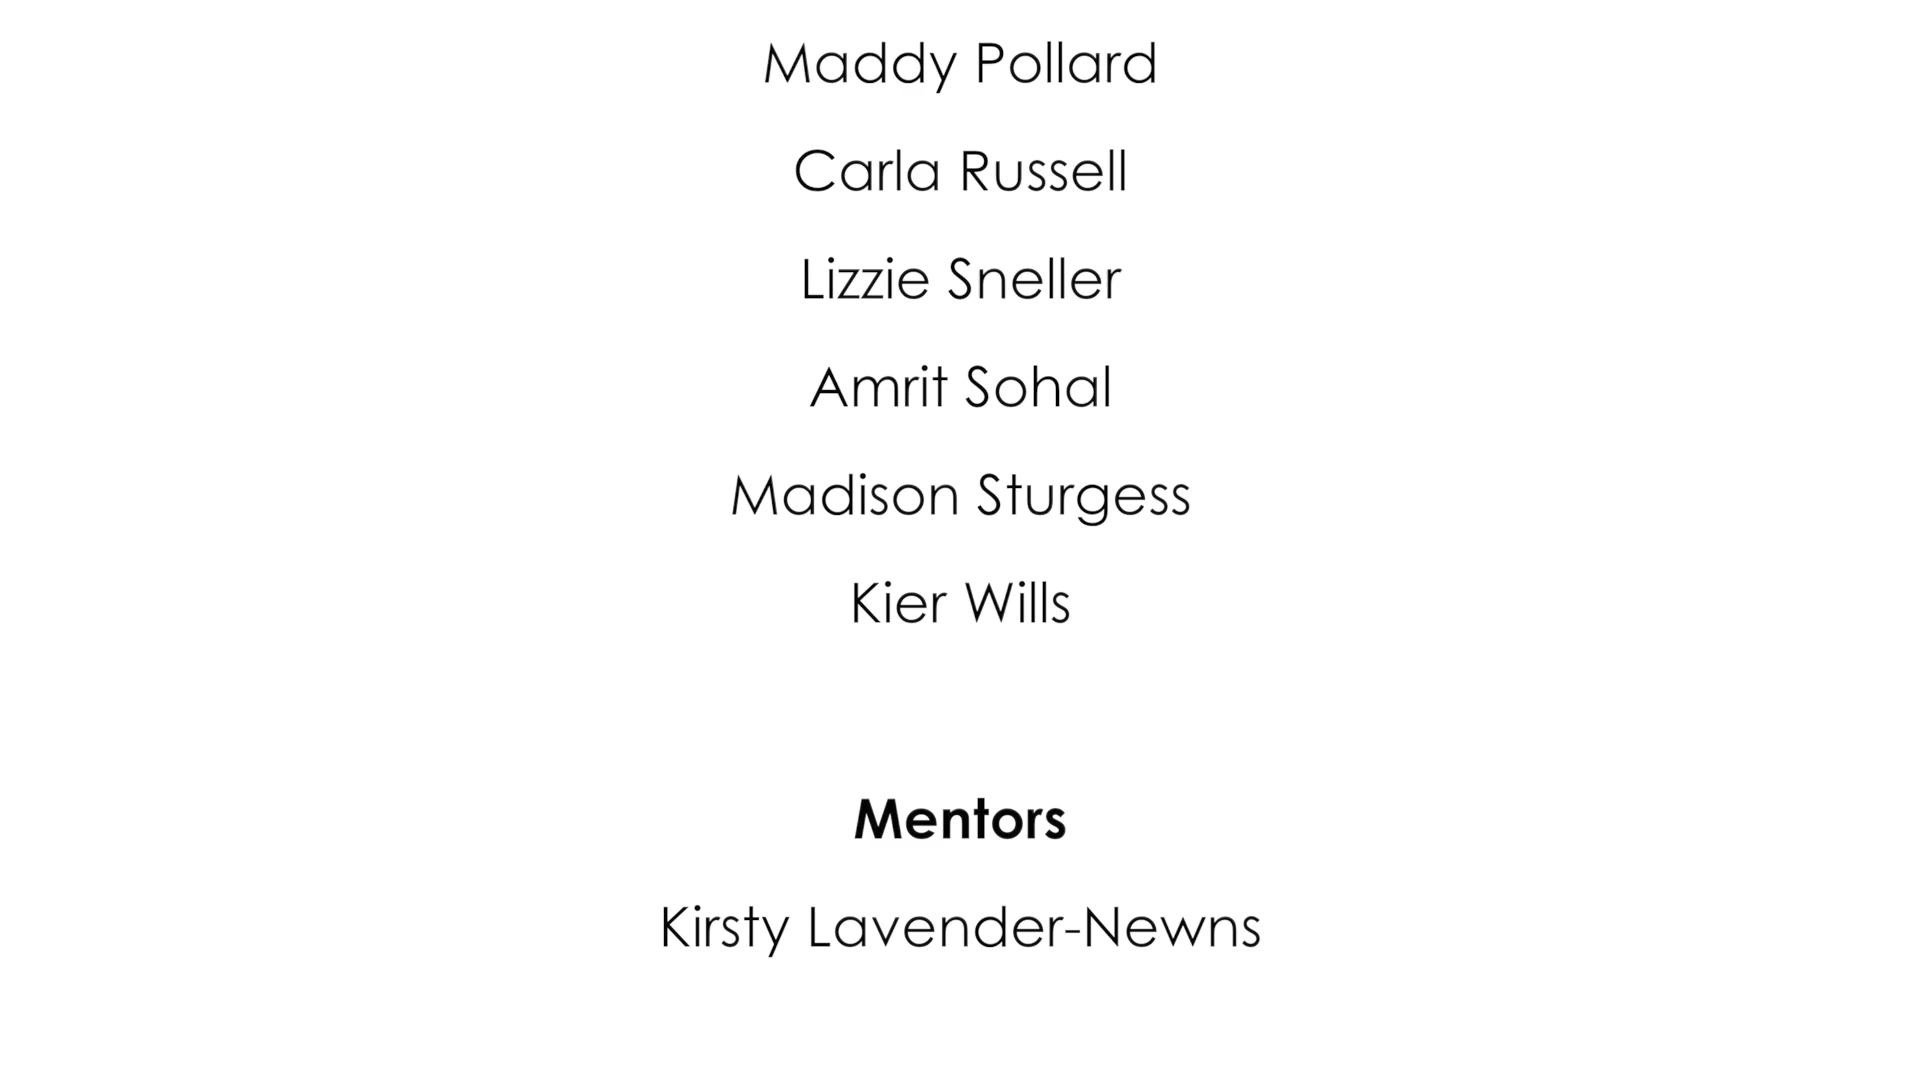 Maddy Pollard
Carla Russell
Lizzie Sneller
Amrit Sohal
Madison Sturgess
Kier Wills
Mentors
Kirsty Lavender-Newns